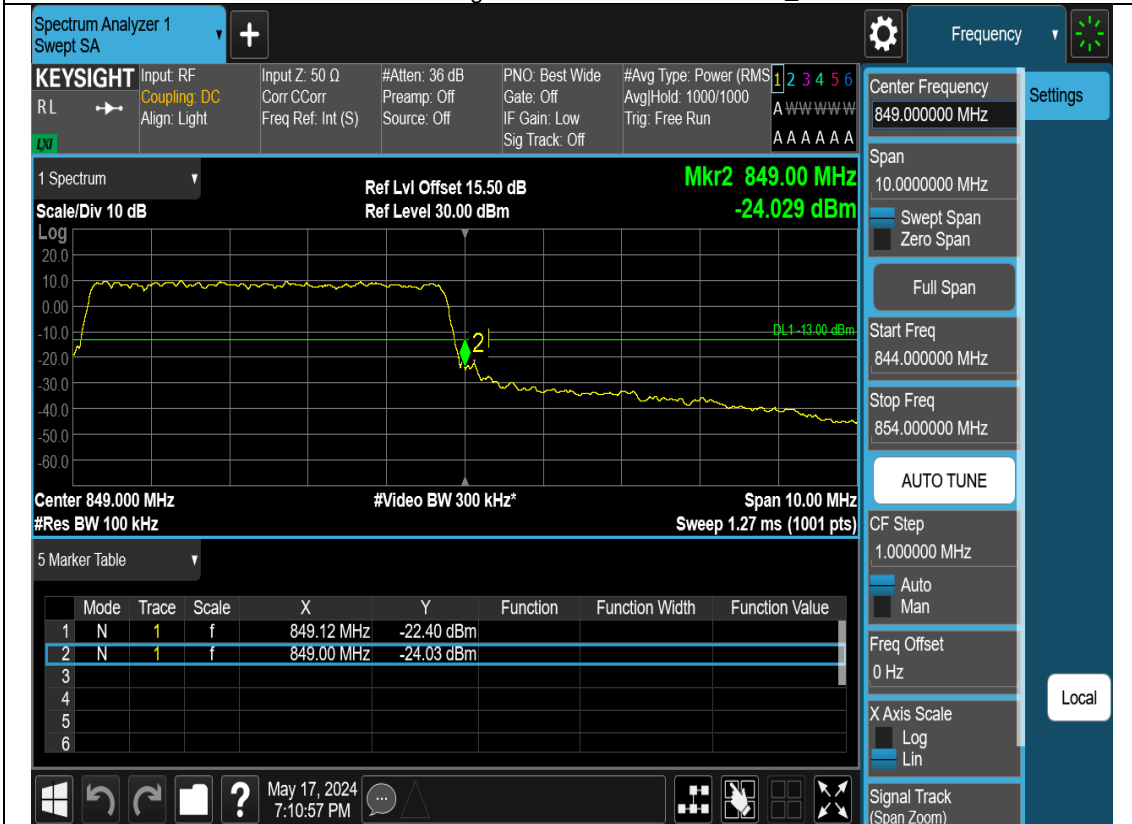 Spectrum Analyzer 1
Swept SA
+
Frequency
KEYSIGHT
RL
LXI
Input: RF
Coupling: DC
Align: Light
Input Z: 50 Ω
Corr CCorr
Freq Ref: Int (S)
#Atten: 36 dB
Preamp: Off
Source: Off
PNO: Best Wide
Gate: Off
IF Gain: Low
Sig Track: Off
#Avg Type: Power (RMS
Avg|Hold: 1000/1000
Trig: Free Run
1 2 3 4 5 6
A W W W W W
A A A A A A
1 Spectrum
Scale/Div 10 dB
Ref Lvl Offset 15.50 dB
Ref Level 30.00 dBm
Mkr2 849.00 MHz
-24.029 dBm
Log
20.0
10.0
0.00
-10.0
-20.0
-30.0
-40.0
-50.0
-60.0
DL1 -13.00 dBm
2
Center 849.000 MHz
#Video BW 300 kHz*
Span 10.00 MHz
#Res BW 100 kHz
Sweep 1.27 ms (1001 pts)
5 Marker Table
Mode Trace Scale X Y Function Function Width Function Value
1 N 1 f 849.12 MHz -22.40 dBm
2 N 1 f 849.00 MHz -24.03 dBm
3
4
5
6
?
May 17, 2024
7:10:57 PM
Center Frequency
849.000000 MHz
Settings
Span
10.0000000 MHz
Swept Span
Zero Span
Full Span
Start Freq
844.000000 MHz
Stop Freq
854.000000 MHz
AUTO TUNE
CF Step
1.000000 MHz
Auto
Man
Freq Offset
0 Hz
Local
X Axis Scale
Log
Lin
Signal Track
(Span Zoom)